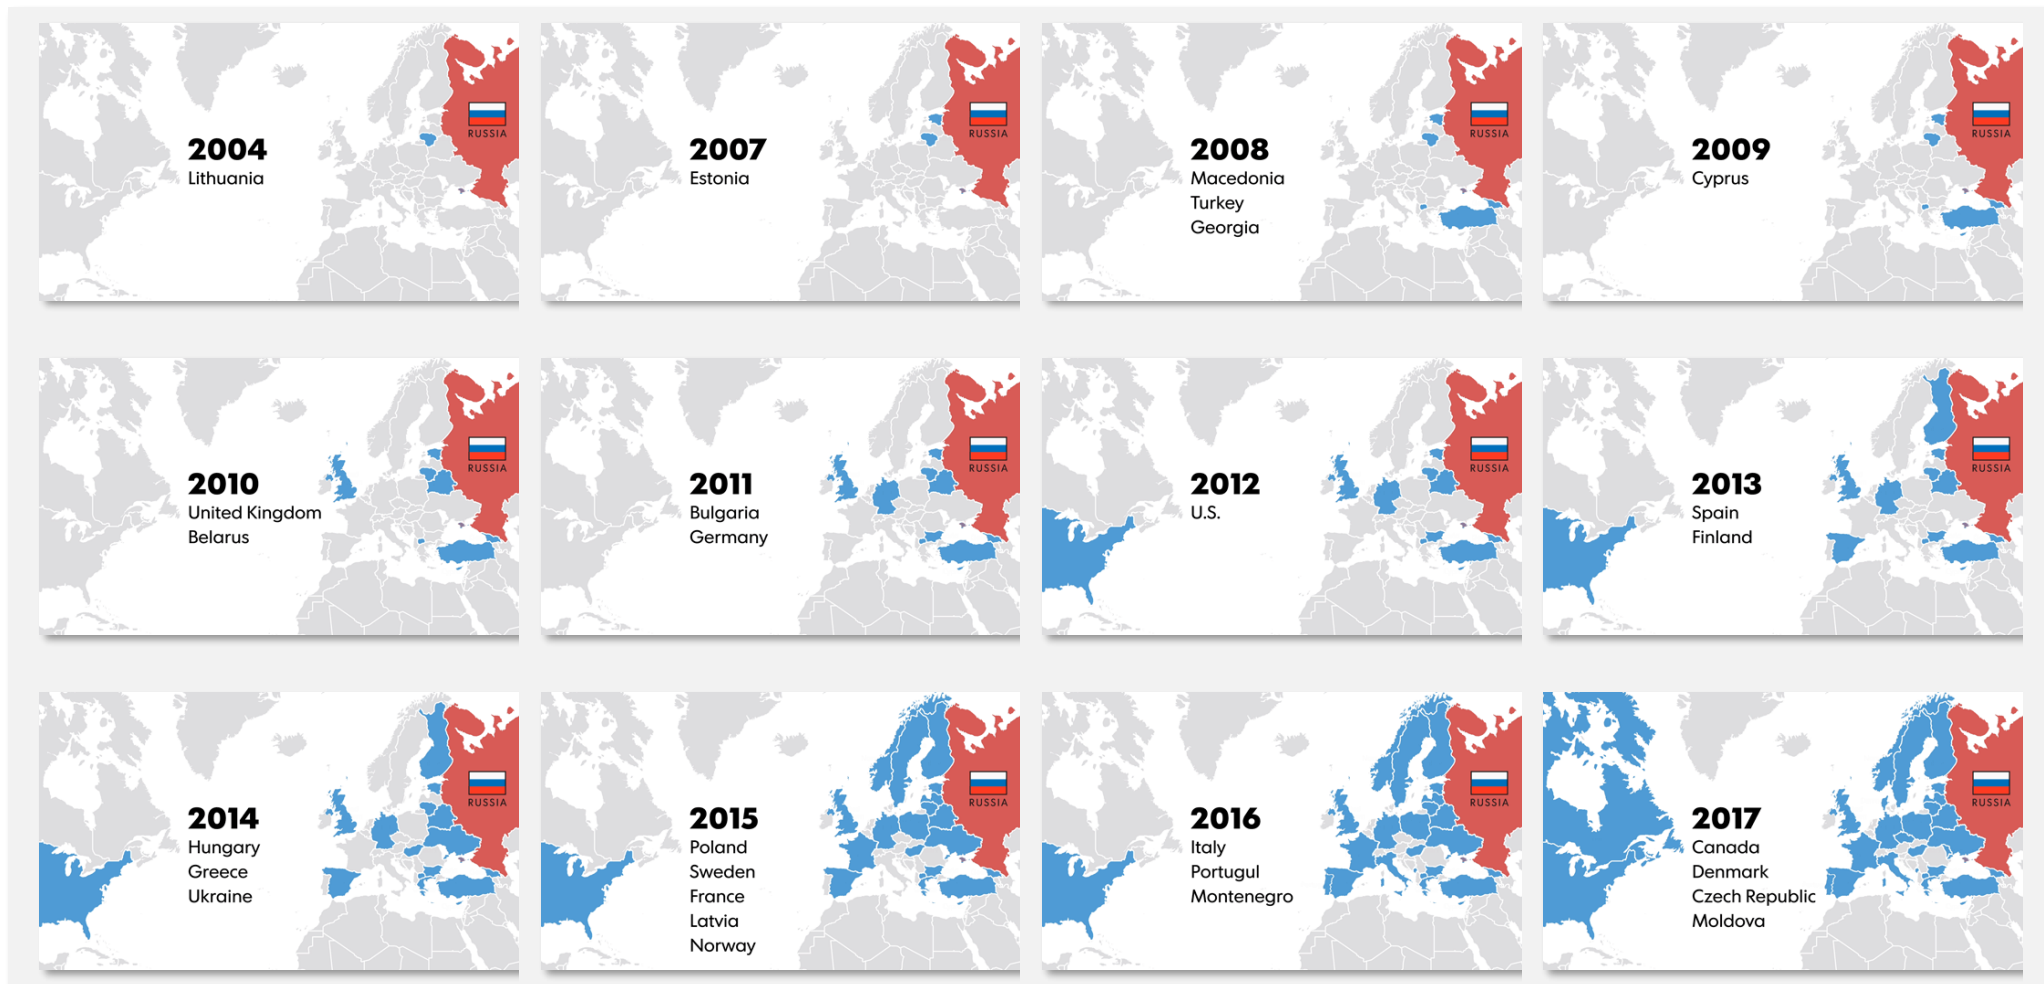 RUSSIA
2004
Lithuania
RUSSIA
2007
Estonia
RUSSIA
2008
Macedonia
Turkey
Georgia
RUSSIA
2009
Cyprus
RUSSIA
2010
United Kingdom
Belarus
RUSSIA
2011
Bulgaria
Germany
RUSSIA
2012
U.S.
RUSSIA
2013
Spain
Finland
RUSSIA
2014
Hungary
Greece
Ukraine
RUSSIA
2015
Poland
Sweden
France
Latvia
Norway
RUSSIA
2016
Italy
Portugul
Montenegro
RUSSIA
2017
Canada
Denmark
Czech Republic
Moldova